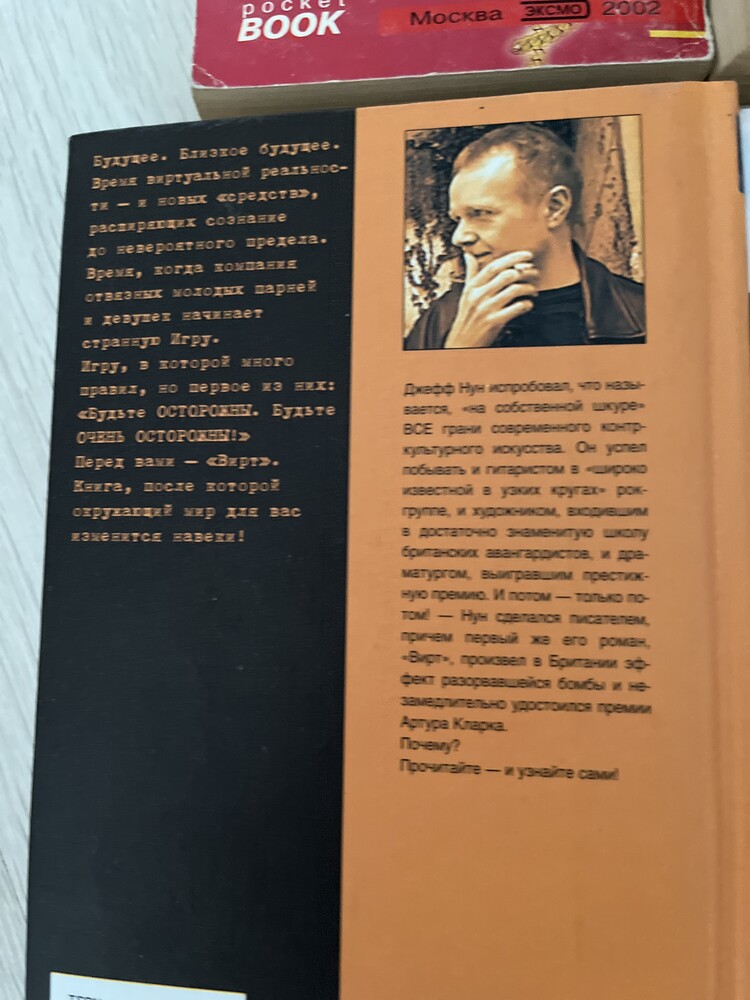 pocket
BOOK
Москва ЭКСМО 2002
Будущее. Близкое будущее.
Время виртуальной реальнос-
ти — и новых «средств»,
расширяющих сознание
до невероятного предела.
Время, когда компания
отвязных молодых парней
и девушек начинает
странную Игру.
Игру, в которой много
правил, но первое из них:
«Будьте ОСТОРОЖНЫ. Будьте
ОЧЕНЬ ОСТОРОЖНЫ!»
Перед вами — «Вирт».
Книга, после которой
окружающий мир для вас
изменится навеки!
Джефф Нун испробовал, что назы-
вается, «на собственной шкуре»
ВСЕ грани современного контр-
культурного искусства. Он успел
побывать и гитаристом в «широко
известной в узких кругах» рок-
группе, и художником, входившим
в достаточно знаменитую школу
британских авангардистов, и дра-
матургом, выигравшим престиж-
ную премию. И потом — только по-
том! — Нун сделался писателем,
причем первый же его роман,
«Вирт», произвел в Британии эф-
фект разорвавшейся бомбы и не-
замедлительно удостоился премии
Артура Кларка.
Почему?
Прочитайте — и узнайте сами!